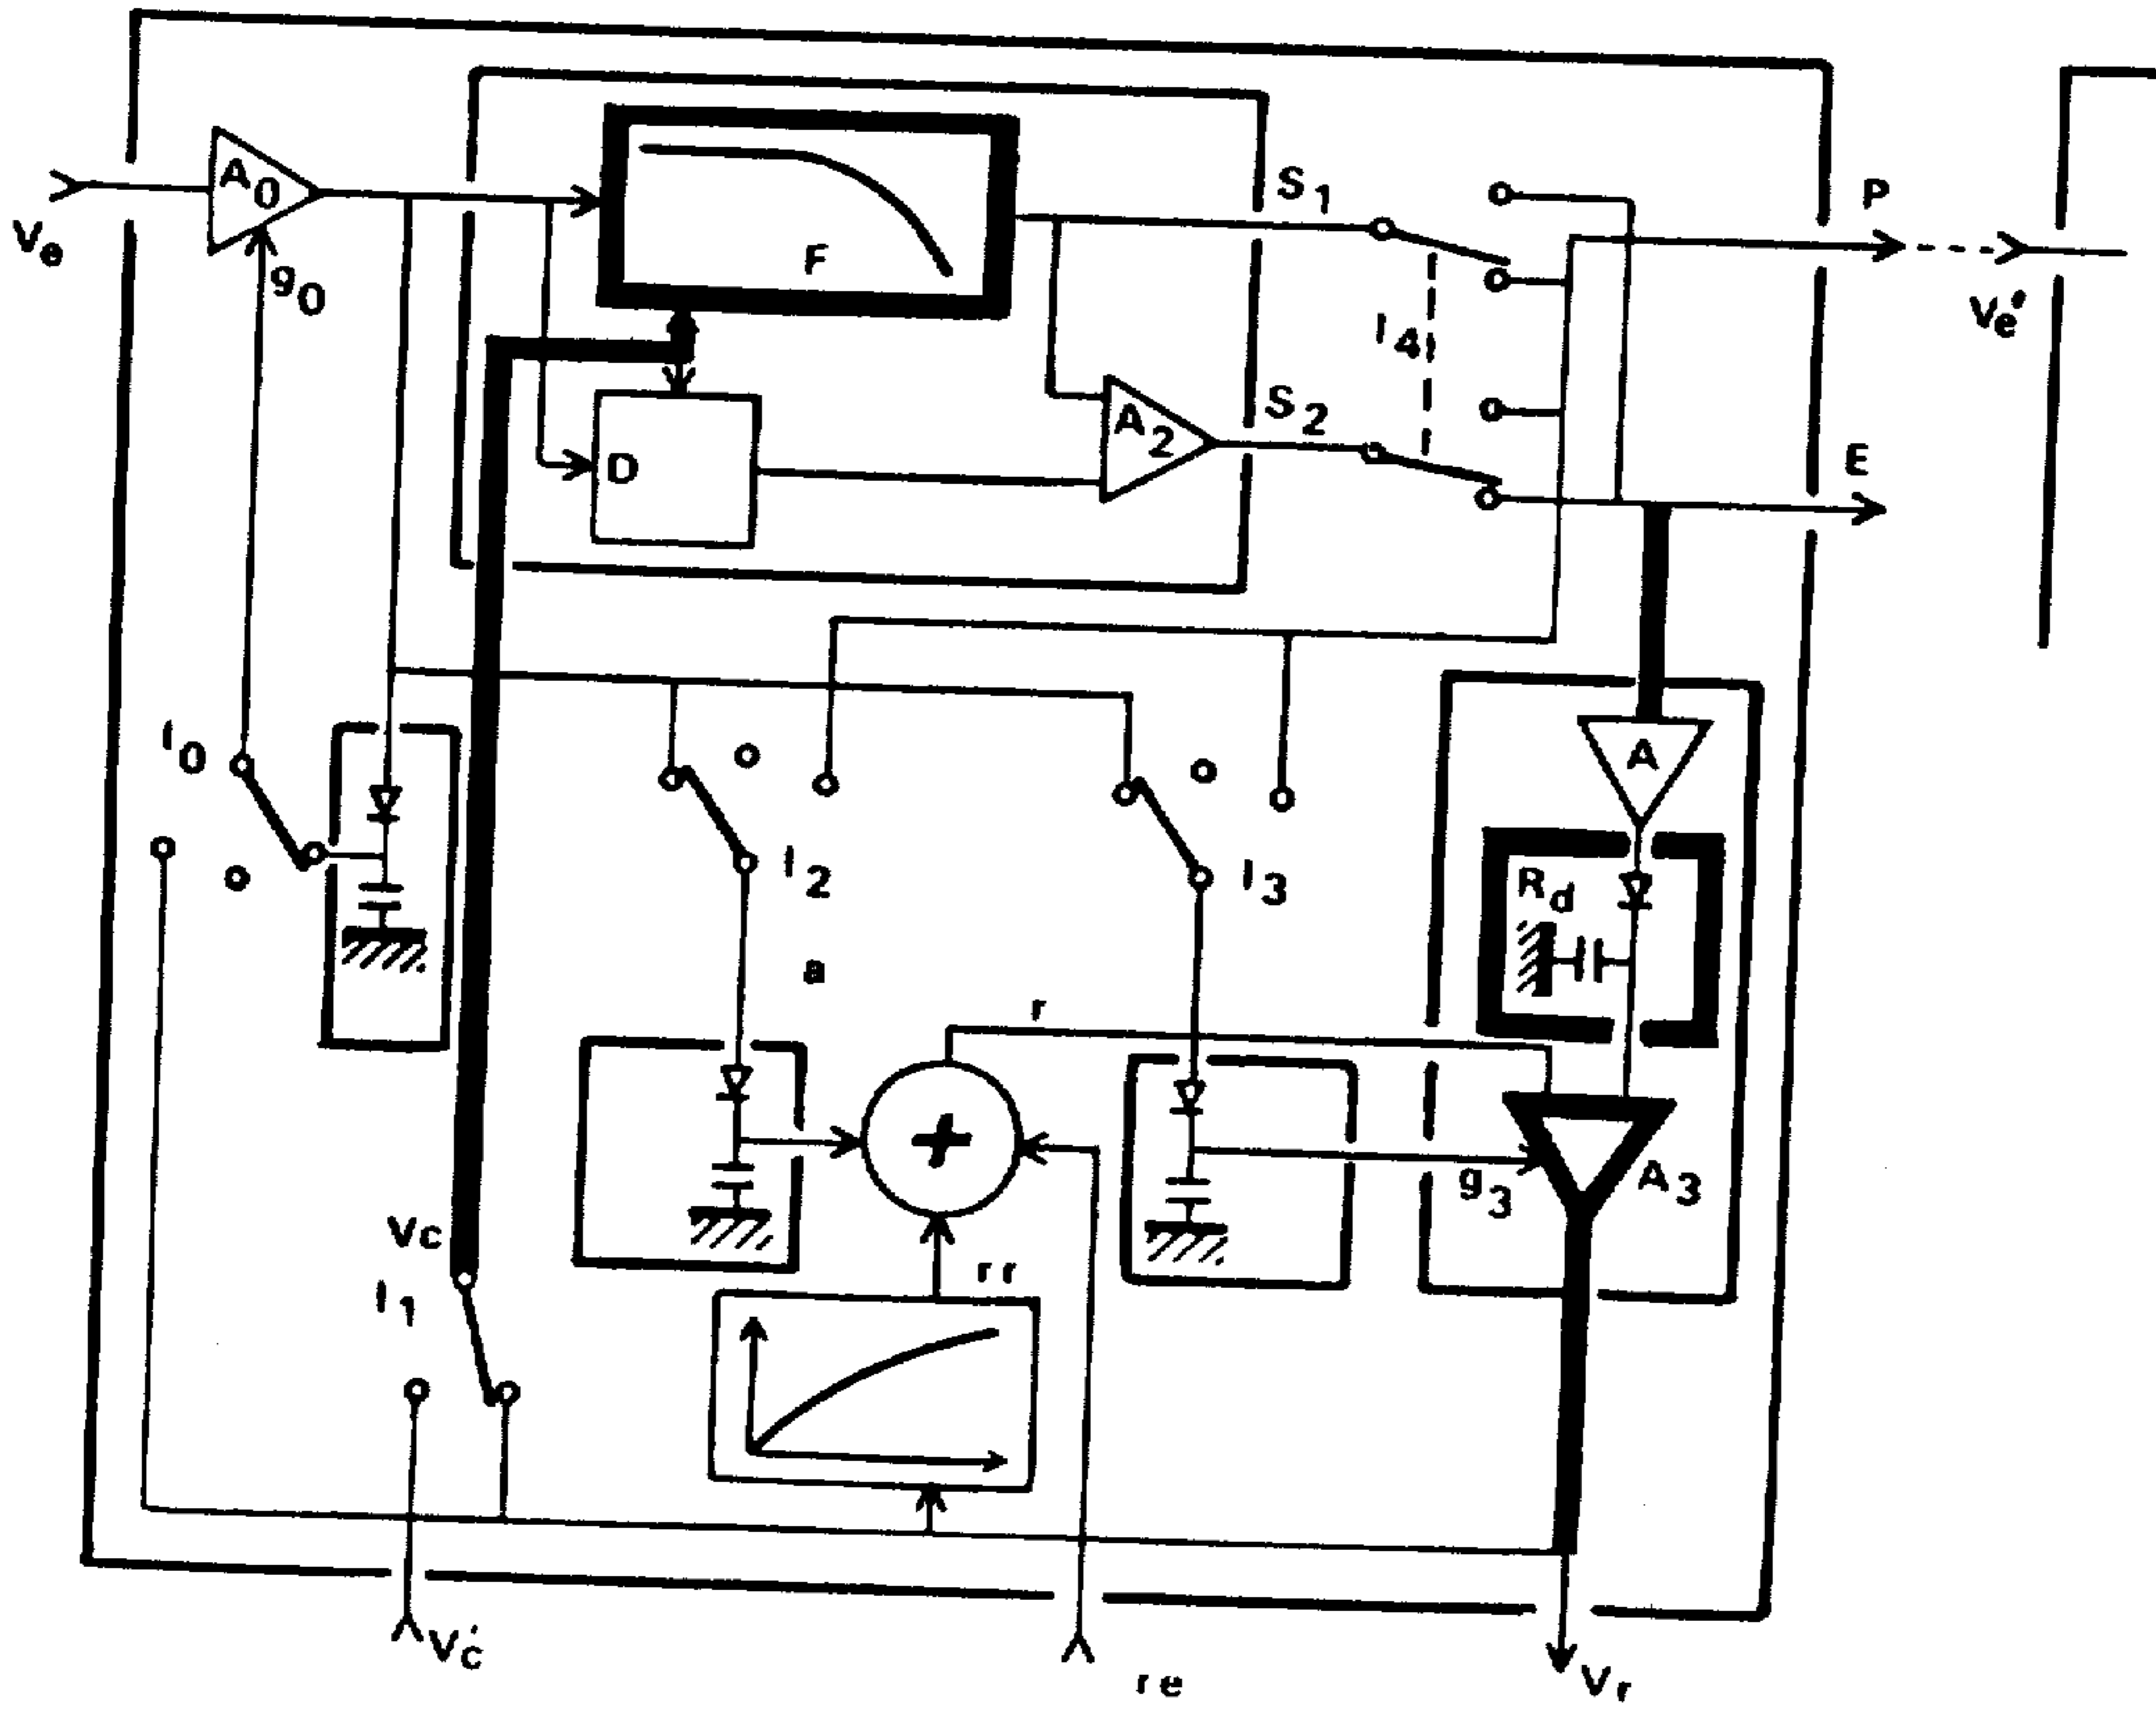 A0
Ve
g0
F
S1
P
Ve'
I4
S2
A2
D
E
I0
I2
I3
A
Rd
a
r
+
g3
A3
Vc
rr
I1
Vc'
re
Vr